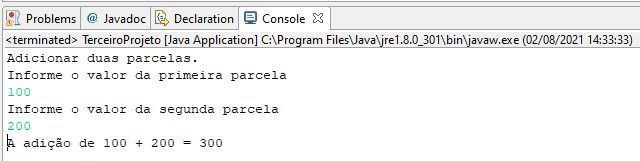 Problems @ Javadoc Declaration Console
<terminated> TerceiroProjeto [Java Application] C:\Program Files\Java\jre1.8.0_301\bin\javaw.exe (02/08/2021 14:33:33)
Adicionar duas parcelas.
Informe o valor da primeira parcela
100
Informe o valor da segunda parcela
200
A adição de 100 + 200 = 300